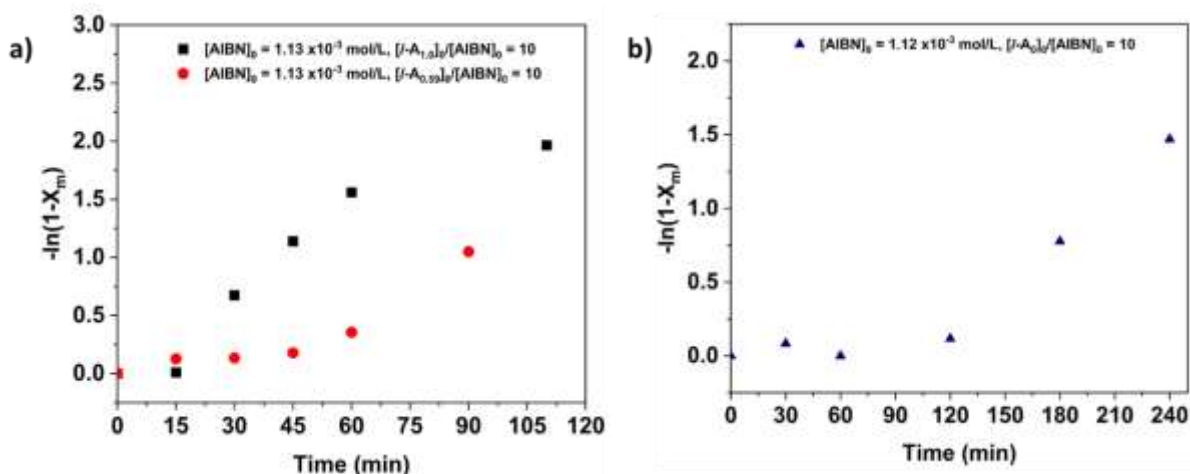 a)
[AIBN]₀ = 1.13 x10⁻³ mol/L, [I-A₁.₀]₀/[AIBN]₀ = 10
[AIBN]₀ = 1.13 x10⁻³ mol/L, [I-A₀.₅₉]₀/[AIBN]₀ = 10
3.0
2.5
2.0
1.5
1.0
0.5
0.0
-ln(1-Xₘ)
0 15 30 45 60 75 90 105 120
Time (min)
b)
[AIBN]₀ = 1.12 x10⁻³ mol/L, [I-A₀]₀/[AIBN]₀ = 10
2.0
1.5
1.0
0.5
0.0
-ln(1-Xₘ)
0 30 60 90 120 150 180 210 240
Time (min)